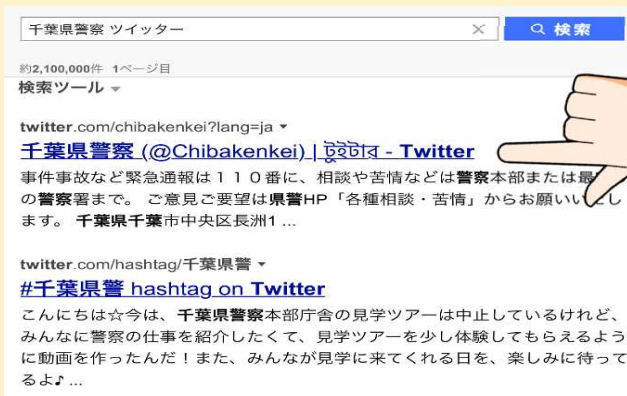 千葉県警察 ツイッター
検索
約2,100,000件 1ページ目
検索ツール
twitter.com/chibakenkei?lang=ja
千葉県警察 (@Chibakenkei) | টুইটার - Twitter
事件事故など緊急通報は１１０番に、相談や苦情などは警察本部または最
の警察署まで。 ご意見ご要望は県警HP「各種相談・苦情」からお願いいたし
ます。 千葉県千葉市中央区長洲1 ...
twitter.com/hashtag/千葉県警
#千葉県警 hashtag on Twitter
こんにちは☆今は、千葉県警察本部庁舎の見学ツアーは中止しているけれど、
みんなに警察の仕事を紹介したくて、見学ツアーを少し体験してもらえるよう
に動画を作ったんだ！また、みんなが見学に来てくれる日を、楽しみに待って
るよ♪ ...